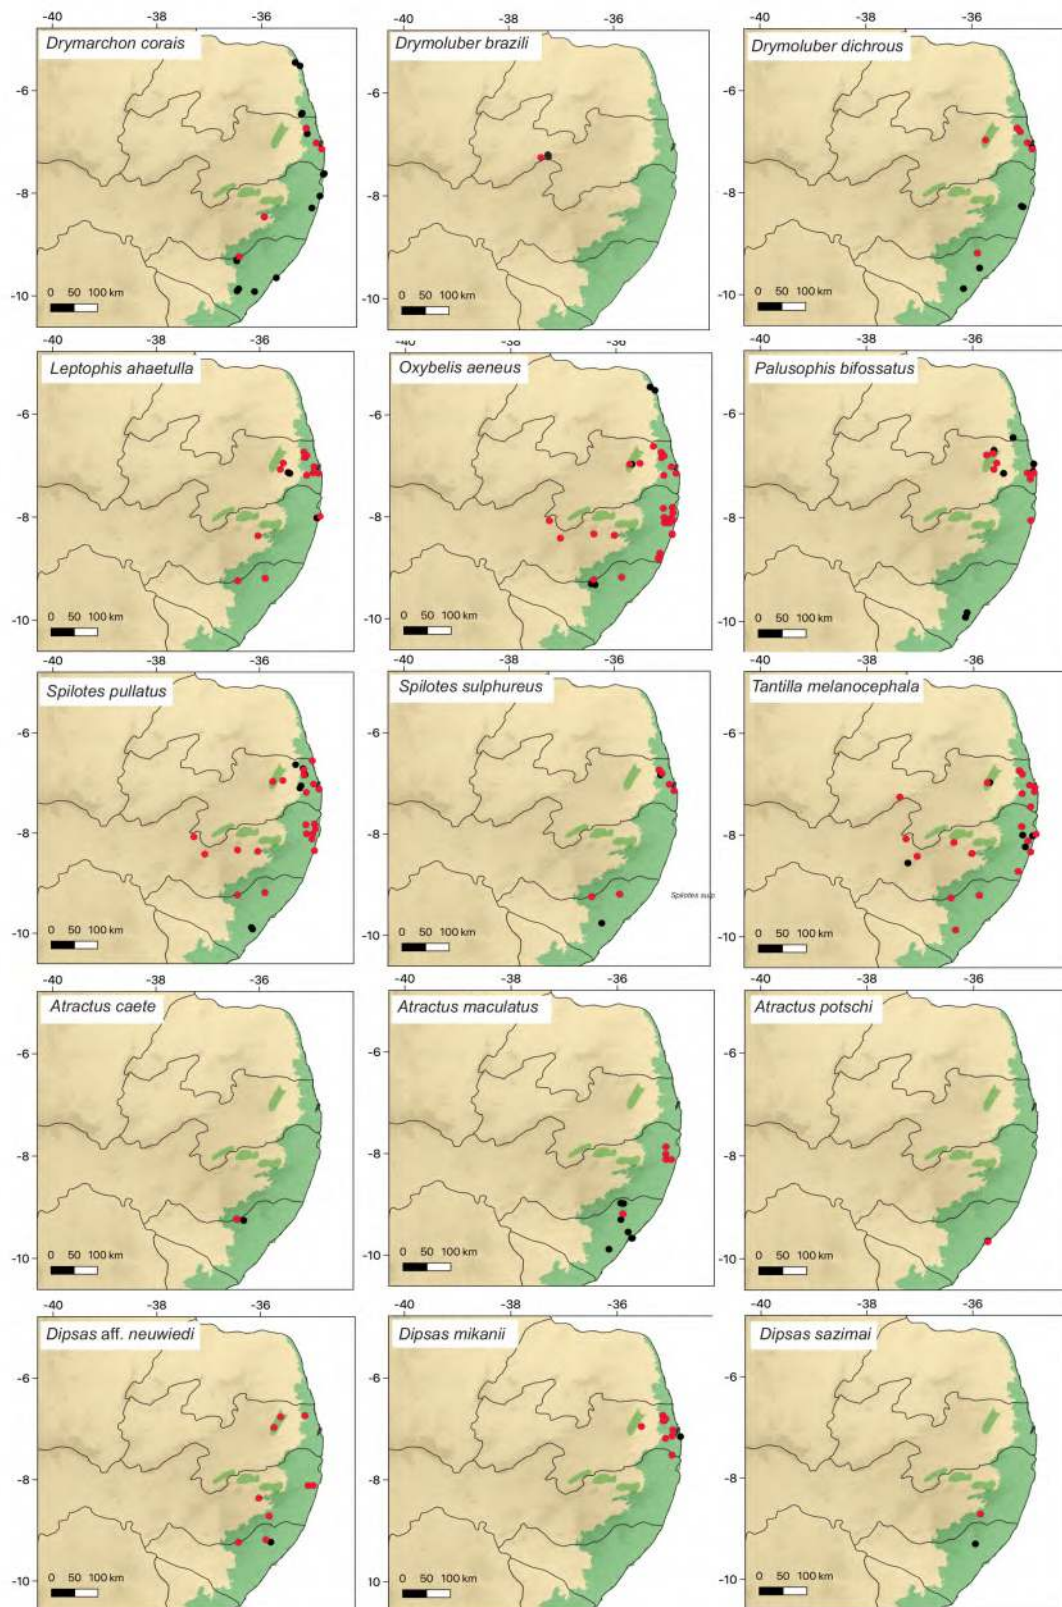 -40 -38 -36 -40 -38 -36 -40 -38 -36
Drymarchon corais Drymoluber brazili Drymoluber dichrous
-6 -6 -6
-8 -8 -8
-10 -10 -10
0 50 100 km 0 50 100 km 0 50 100 km
-40 -38 -36 -40 -38 -36 -40 -38 -36
Leptophis ahaetulla Oxybelis aeneus Palusophis bifossatus
-6 -6 -6
-8 -8 -8
-10 -10 -10
0 50 100 km 0 50 100 km 0 50 100 km
-40 -38 -36 -40 -38 -36 -40 -38 -36
Spilotes pullatus Spilotes sulphureus Tantilla melanocephala
-6 -6 -6
-8 -8 -8
Spilotes sulp
-10 -10 -10
0 50 100 km 0 50 100 km 0 50 100 km
-40 -38 -36 -40 -38 -36 -40 -38 -36
Atractus caete Atractus maculatus Atractus potschi
-6 -6 -6
-8 -8 -8
-10 -10 -10
0 50 100 km 0 50 100 km 0 50 100 km
-40 -38 -36 -40 -38 -36 -40 -38 -36
Dipsas aff. neuwiedi Dipsas mikanii Dipsas sazimai
-6 -6 -6
-8 -8 -8
0 50 100 km 0 50 100 km 0 50 100 km
-10 10 -10